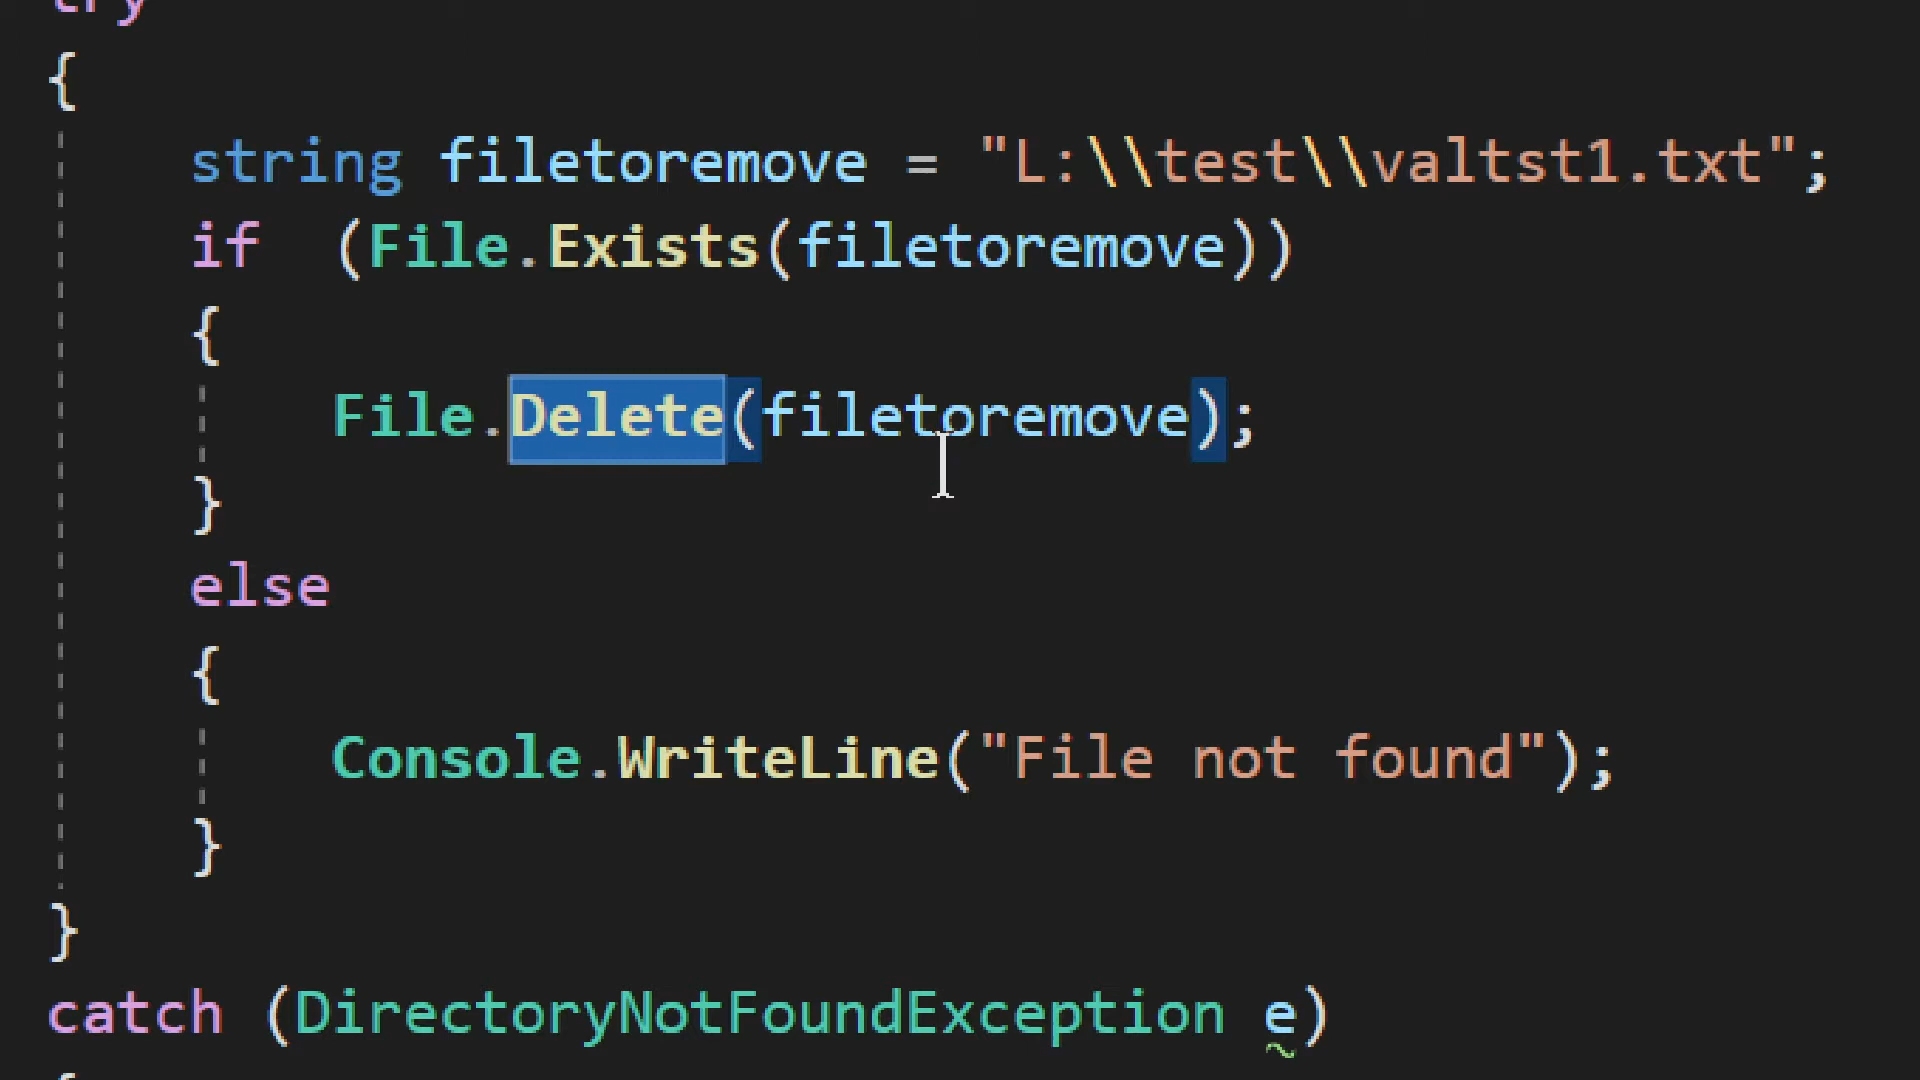 try
{
string filetoremove = "L:\\test\\valtst1.txt";
if  (File.Exists(filetoremove))
{
File.Delete(filetoremove);
}
else
{
Console.WriteLine("File not found");
}
}
catch (DirectoryNotFoundException e)
{